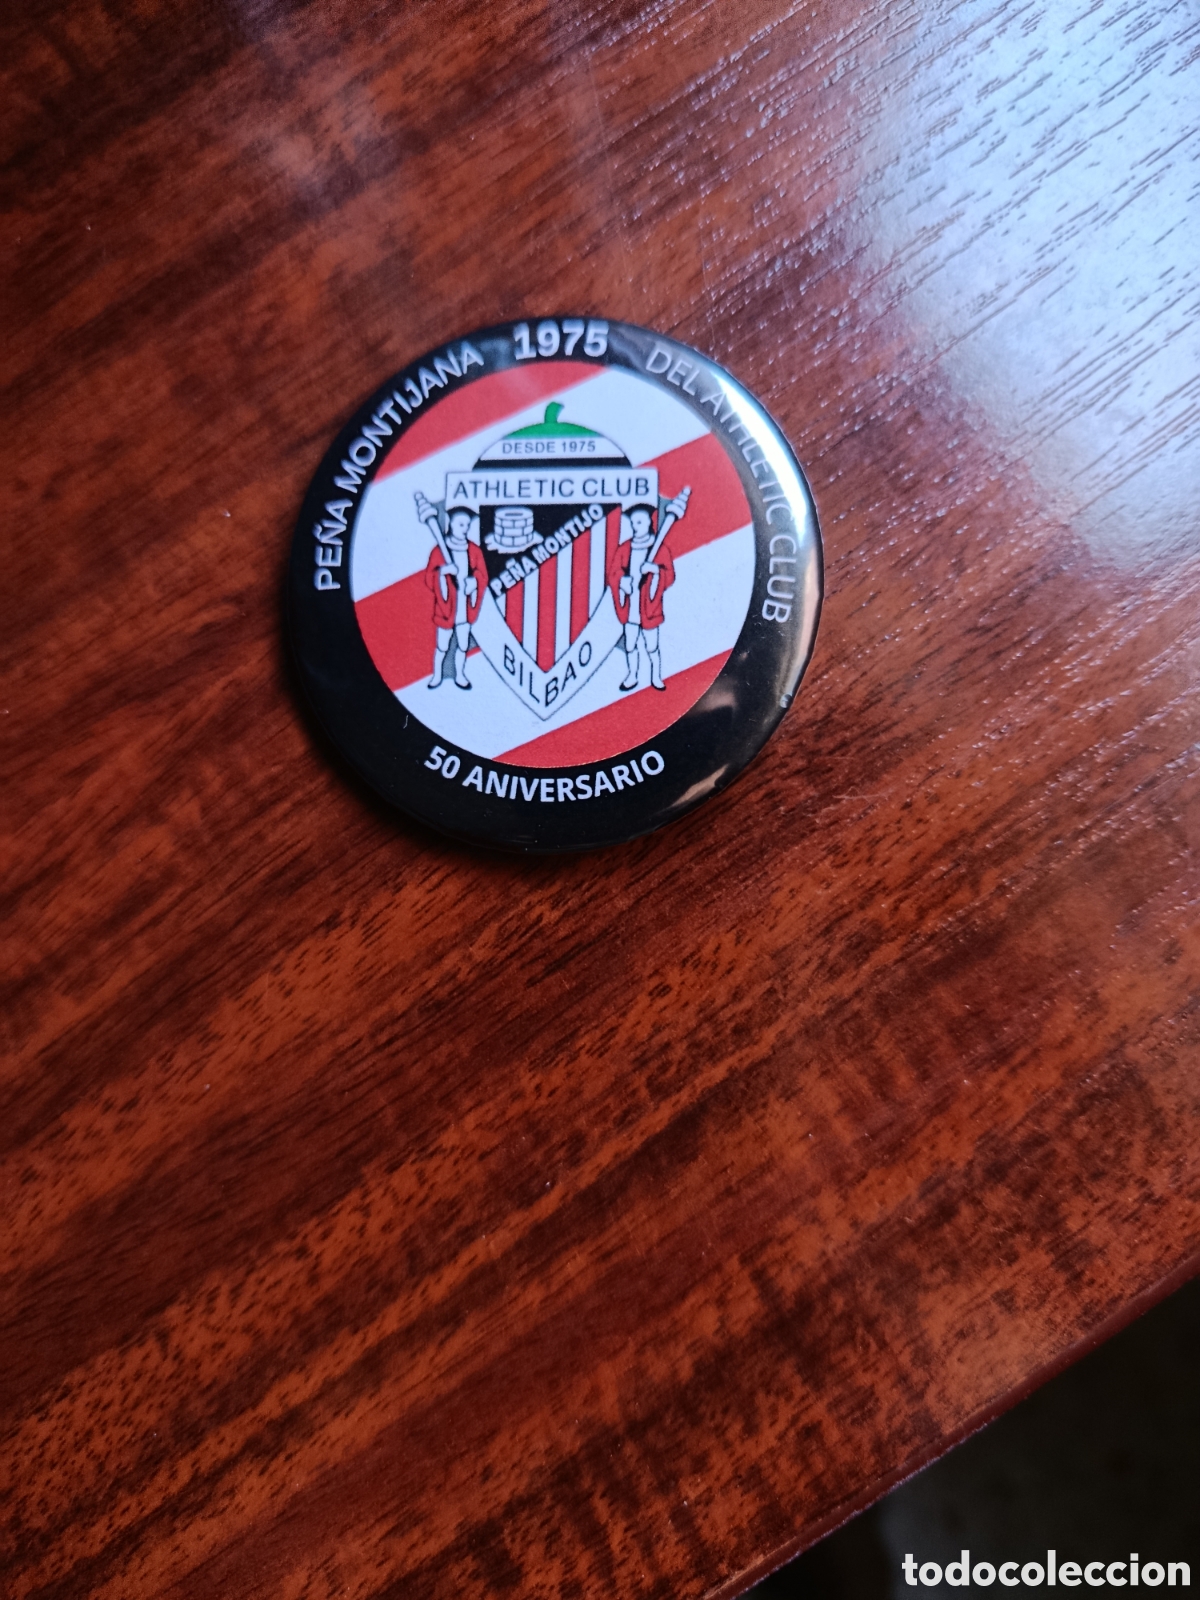 PEÑA MONTIJANA 1975 DEL ATHLETIC CLUB
DESDE 1975
ATHLETIC CLUB
PEÑA MONTIJO
BILBAO
50 ANIVERSARIO
todocoleccion